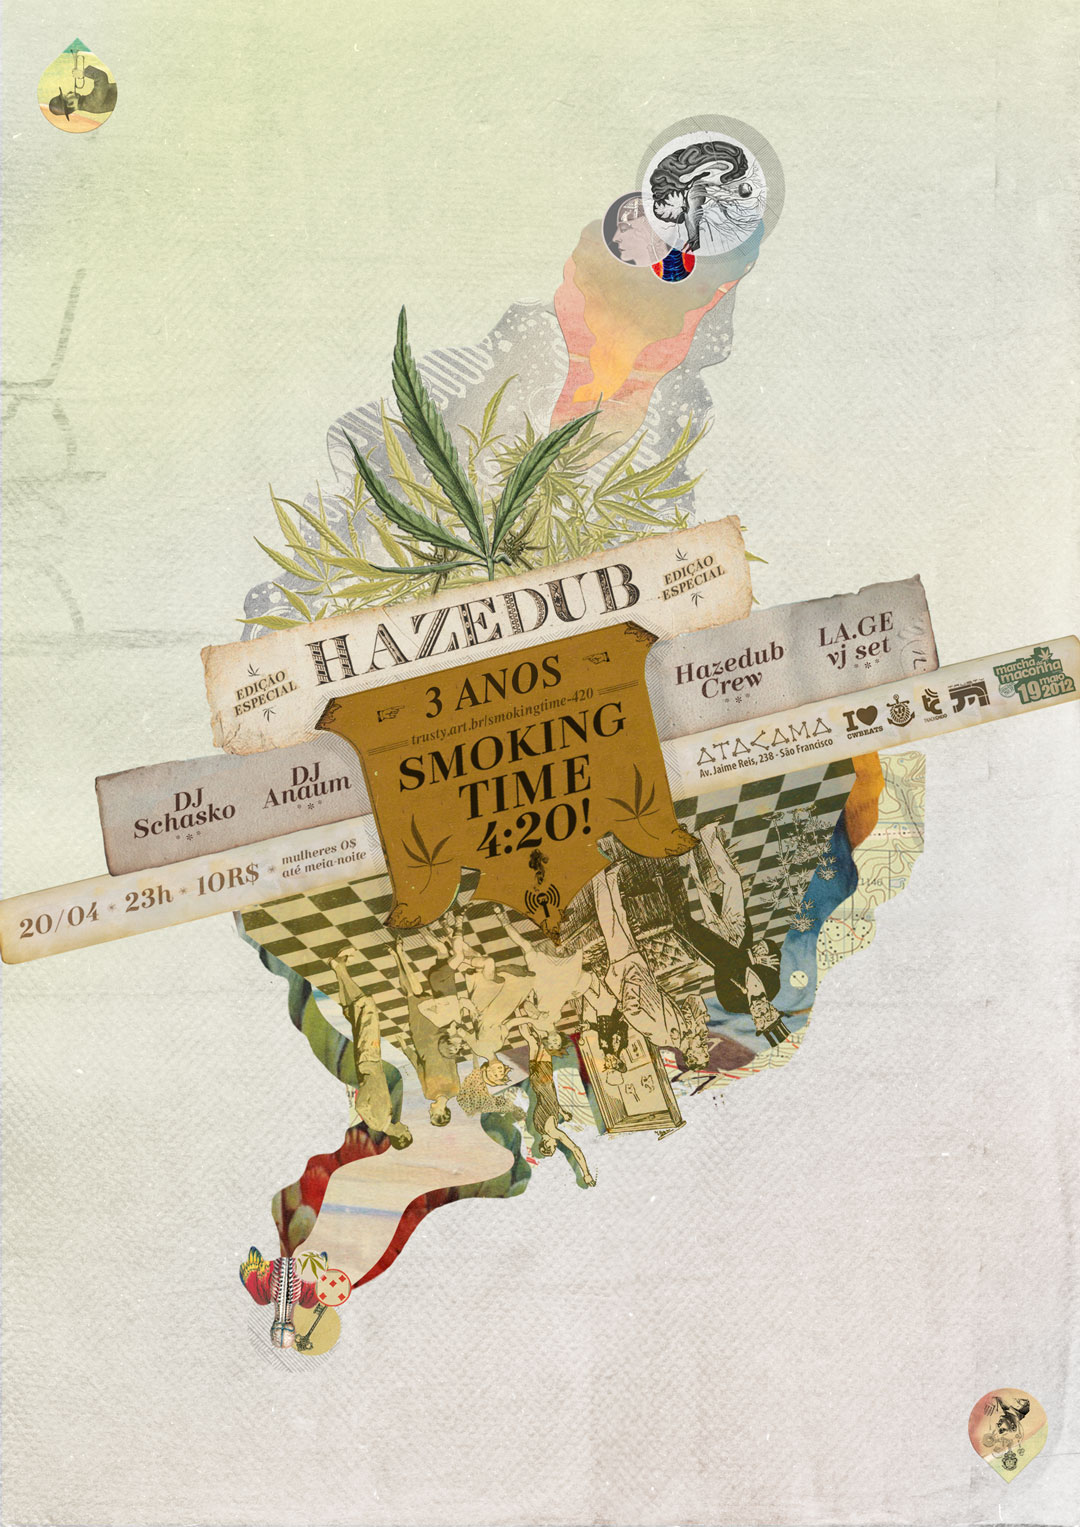 HAZEDUB
EDIÇÃO
ESPECIAL
EDIÇÃO
ESPECIAL
3 ANOS
trusty.art.br/smokingtime-420
SMOKING
TIME
4:20!
DJ
Schasko
DJ
Anaum
Hazedub
Crew
LA.GE
vj set
20/04 * 23h * 10R$ *
mulheres 0$
até meia-noite
ATACAMA
Av. Jaime Reis, 238 - São Francisco
I
CWBEATS
marcha da
maconha
19 maio
2012